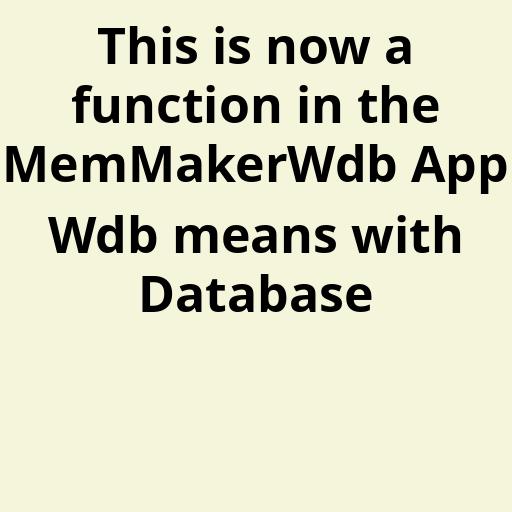 This is now a
function in the
MemMakerWdb App
Wdb means with
Database